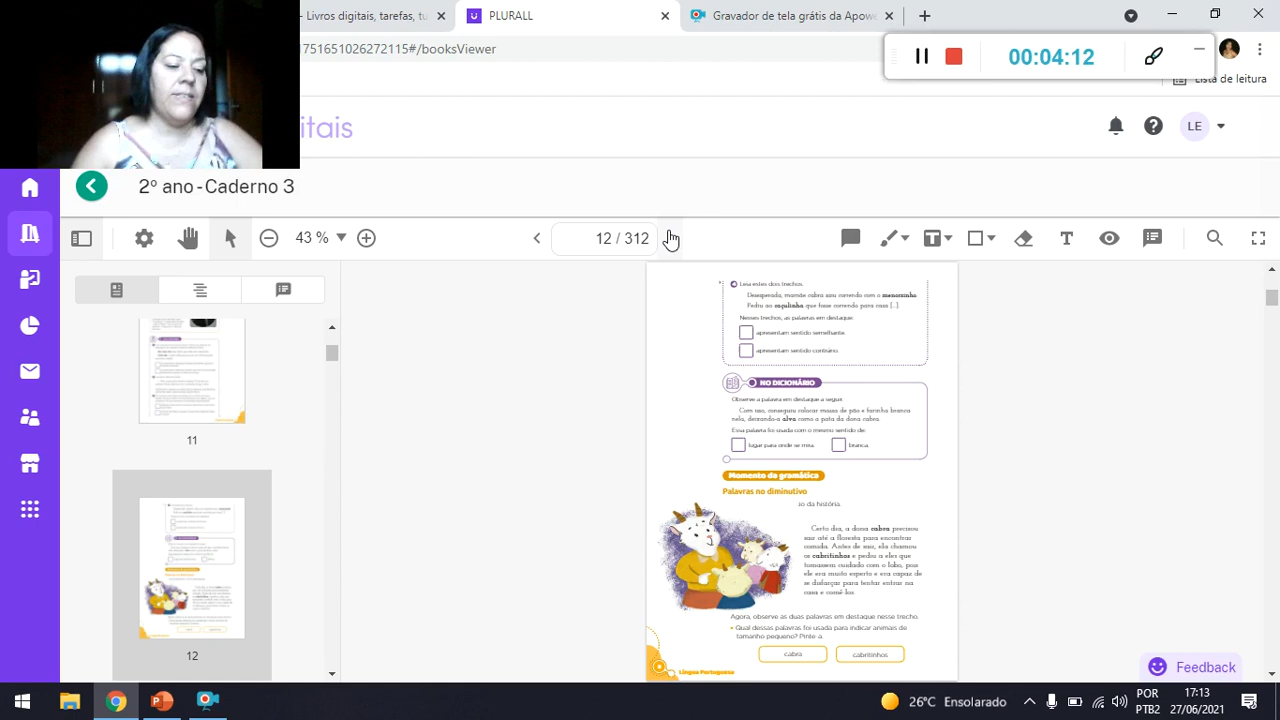 Livros digitais, tarefas, tu
PLURALL
Gravador de tela grátis da Apowe
751651026272115#/booksViewer
00:04:12
Lista de leitura
itais
LE
2º ano - Caderno 3
43 %
12 / 312
11
12
Leia estes dois trechos.
Desesperada, mamãe cabra saiu correndo com o menorzinho.
Pediu ao esquilinho que fosse correndo para casa [...].
Nesses trechos, as palavras em destaque:
apresentam sentido semelhante.
apresentam sentido contrário.
NO DICIONÁRIO
Observe a palavra em destaque a seguir.
Com isso, conseguiu colocar massa de pão e farinha branca
nela, deixando-a alva como a pata da dona cabra.
Essa palavra foi usada com o mesmo sentido de:
lugar para onde se mira.
branca.
Momento da gramática
Palavras no diminutivo
io da história.
Certo dia, a dona cabra precisou
sair até a floresta para encontrar
comida. Antes de sair, ela chamou
os cabritinhos e pediu a eles que
tomassem cuidado com o lobo, pois
ele era muito esperto e era capaz de
se disfarçar para tentar entrar na
casa e comê-los.
Agora, observe as duas palavras em destaque nesse trecho.
• Qual dessas palavras foi usada para indicar animais de
tamanho pequeno? Pinte-a.
cabra
cabritinhos
Língua Portuguesa
Feedback
26°C Ensolarado
POR
PTB2
17:13
27/06/2021